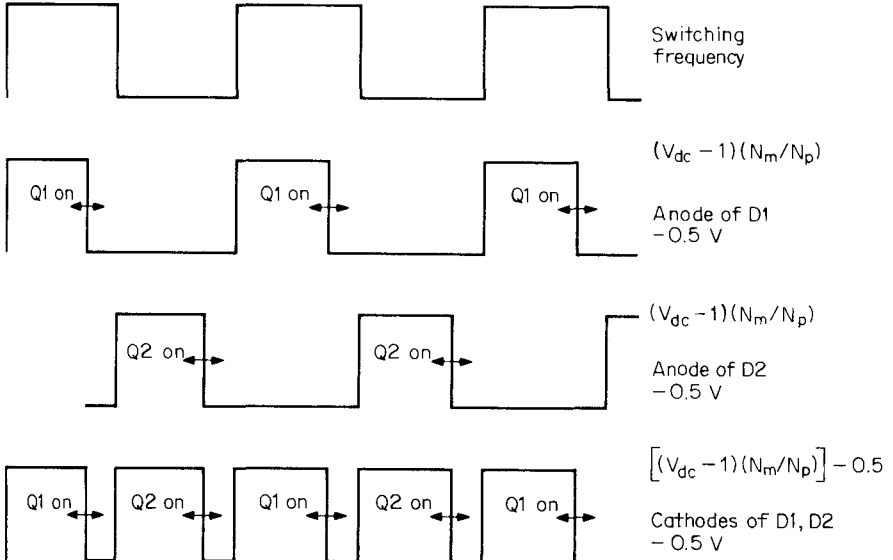 Switching
frequency
(V_dc − 1)(N_m/N_p)
Q1 on Q1 on Q1 on
Anode of D1
−0.5 V
(V_dc − 1)(N_m/N_p)
Q2 on Q2 on
Anode of D2
−0.5 V
[(V_dc − 1)(N_m/N_p)] − 0.5
Q1 on Q2 on Q1 on Q2 on Q1 on
Cathodes of D1, D2
−0.5 V